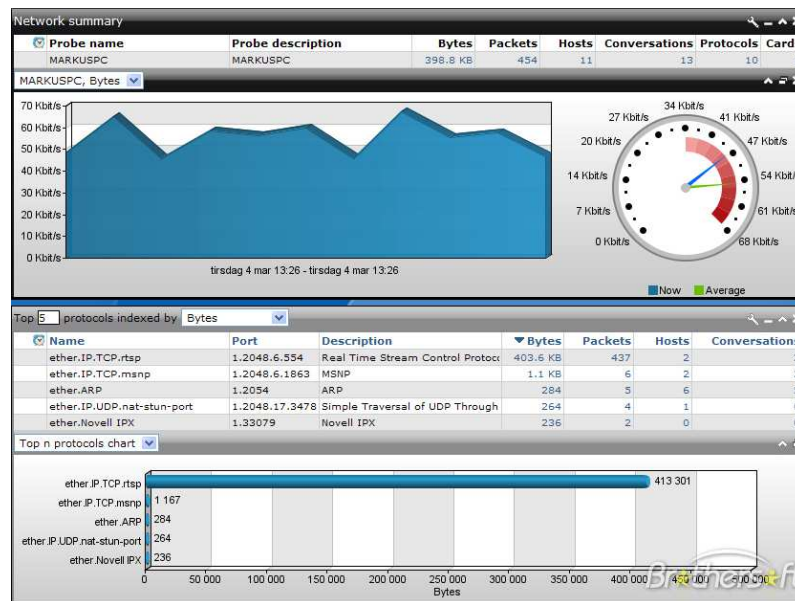 Network summary
Probe name Probe description Bytes Packets Hosts Conversations Protocols Card
MARKUSPC MARKUSPC 398.8 KB 454 11 13 10
MARKUSPC, Bytes
70 Kbit/s
60 Kbit/s
50 Kbit/s
40 Kbit/s
30 Kbit/s
20 Kbit/s
10 Kbit/s
0 Kbit/s
tirsdag 4 mar 13:26 - tirsdag 4 mar 13:26
34 Kbit/s
27 Kbit/s 41 Kbit/s
20 Kbit/s 47 Kbit/s
14 Kbit/s 54 Kbit/
7 Kbit/s 61 Kbit/s
0 Kbit/s 68 Kbit/s
Now Average
Top 5 protocols indexed by Bytes
Name Port Description Bytes Packets Hosts Conversations
ether.IP.TCP.rtsp 1.2048.6.554 Real Time Stream Control Protoco 403.6 KB 437 2
ether.IP.TCP.msnp 1.2048.6.1863 MSNP 1.1 KB 6 2
ether.ARP 1.2054 ARP 284 5 6
ether.IP.UDP.nat-stun-port 1.2048.17.3478 Simple Traversal of UDP Through 264 4 1
ether.Novell IPX 1.33079 Novell IPX 236 2 0
Top n protocols chart
ether.IP.TCP.rtsp 413 301
ether.IP.TCP.msnp 1 167
ether.ARP 284
ether.IP.UDP.nat-stun-port 264
ether.Novell IPX 236
0 50 000 100 000 150 000 200 000 250 000 300 000 350 000 400 000 450 000 500 000
Bytes
Brothersoft